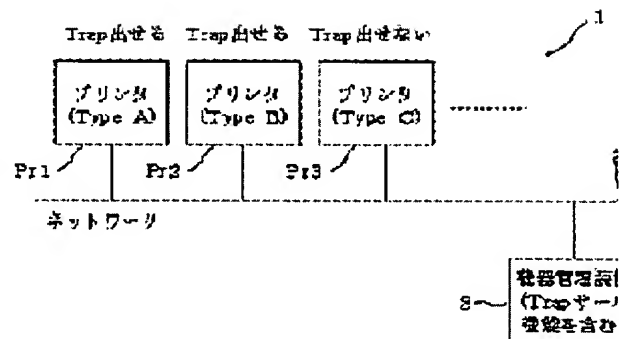 Trap出せる Trap出せる Trap出せない
1
プリンタ
(Type A)
プリンタ
(Type B)
プリンタ
(Type C)
Pr1
Pr2
Pr3
ネットワーク
機器管理装
S
(Trapサー
機能を含む